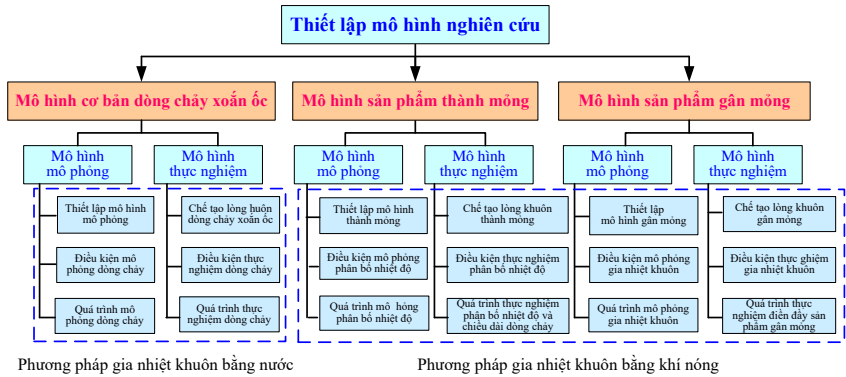 Thiết lập mô hình nghiên cứu
Mô hình cơ bản dòng chảy xoắn ốc
Mô hình sản phẩm thành mỏng
Mô hình sản phẩm gân mỏng
Mô hình
mô phỏng
Mô hình
thực nghiệm
Mô hình
mô phỏng
Mô hình
thực nghiệm
Mô hình
mô phỏng
Mô hình
thực nghiệm
Thiết lập mô hình
mô phỏng
Chế tạo lòng huôn
dòng chảy xoắn ốc
Thiết lập mô hình
thành mỏng
Chế tạo lòng khuôn
thành mỏng
Thiết lập
mô hình gân mỏng
Chế tạo lòng khuôn
gân mỏng
Điều kiện mô
phỏng dòng chảy
Điều kiện thực
nghiệm dòng chảy
Điều kiện mô phỏng
phân bố nhiệt độ
Điều kiện thực nghiệm
phân bố nhiệt độ
Điều kiện mô phỏng
gia nhiệt khuôn
Điều kiện thực ghiệm
gia nhiệt khuôn
Quá trình mô
phỏng dòng chảy
Quá trình thực
nghiệm dòng chảy
Quá trình mô hỏng
phân bố nhiệt độ
Quá trình thực nghiệm
phân bố nhiệt độ và
chiều dài dòng chảy
Quá trình mô phỏng
gia nhiệt khuôn
Quá trình thực
nghiệm điền đầy sản
phẩm gân mỏng
Phương pháp gia nhiệt khuôn bằng nước
Phương pháp gia nhiệt khuôn bằng khí nóng